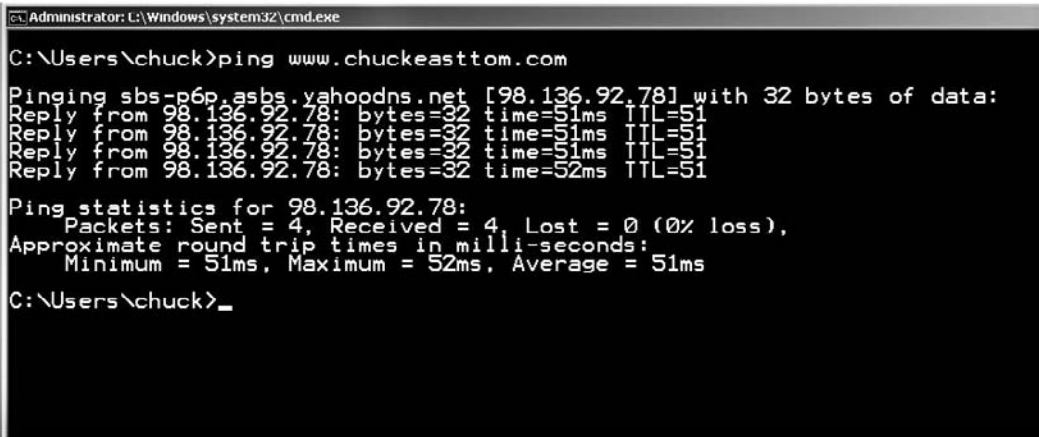 Administrator: C:\Windows\system32\cmd.exe
C:\Users\chuck>ping www.chuckeasttom.com
Pinging sbs-p6p.asbs.yahoodns.net [98.136.92.78] with 32 bytes of data:
Reply from 98.136.92.78: bytes=32 time=51ms TTL=51
Reply from 98.136.92.78: bytes=32 time=51ms TTL=51
Reply from 98.136.92.78: bytes=32 time=51ms TTL=51
Reply from 98.136.92.78: bytes=32 time=52ms TTL=51
Ping statistics for 98.136.92.78:
Packets: Sent = 4, Received = 4, Lost = 0 (0% loss),
Approximate round trip times in milli-seconds:
Minimum = 51ms, Maximum = 52ms, Average = 51ms
C:\Users\chuck>_